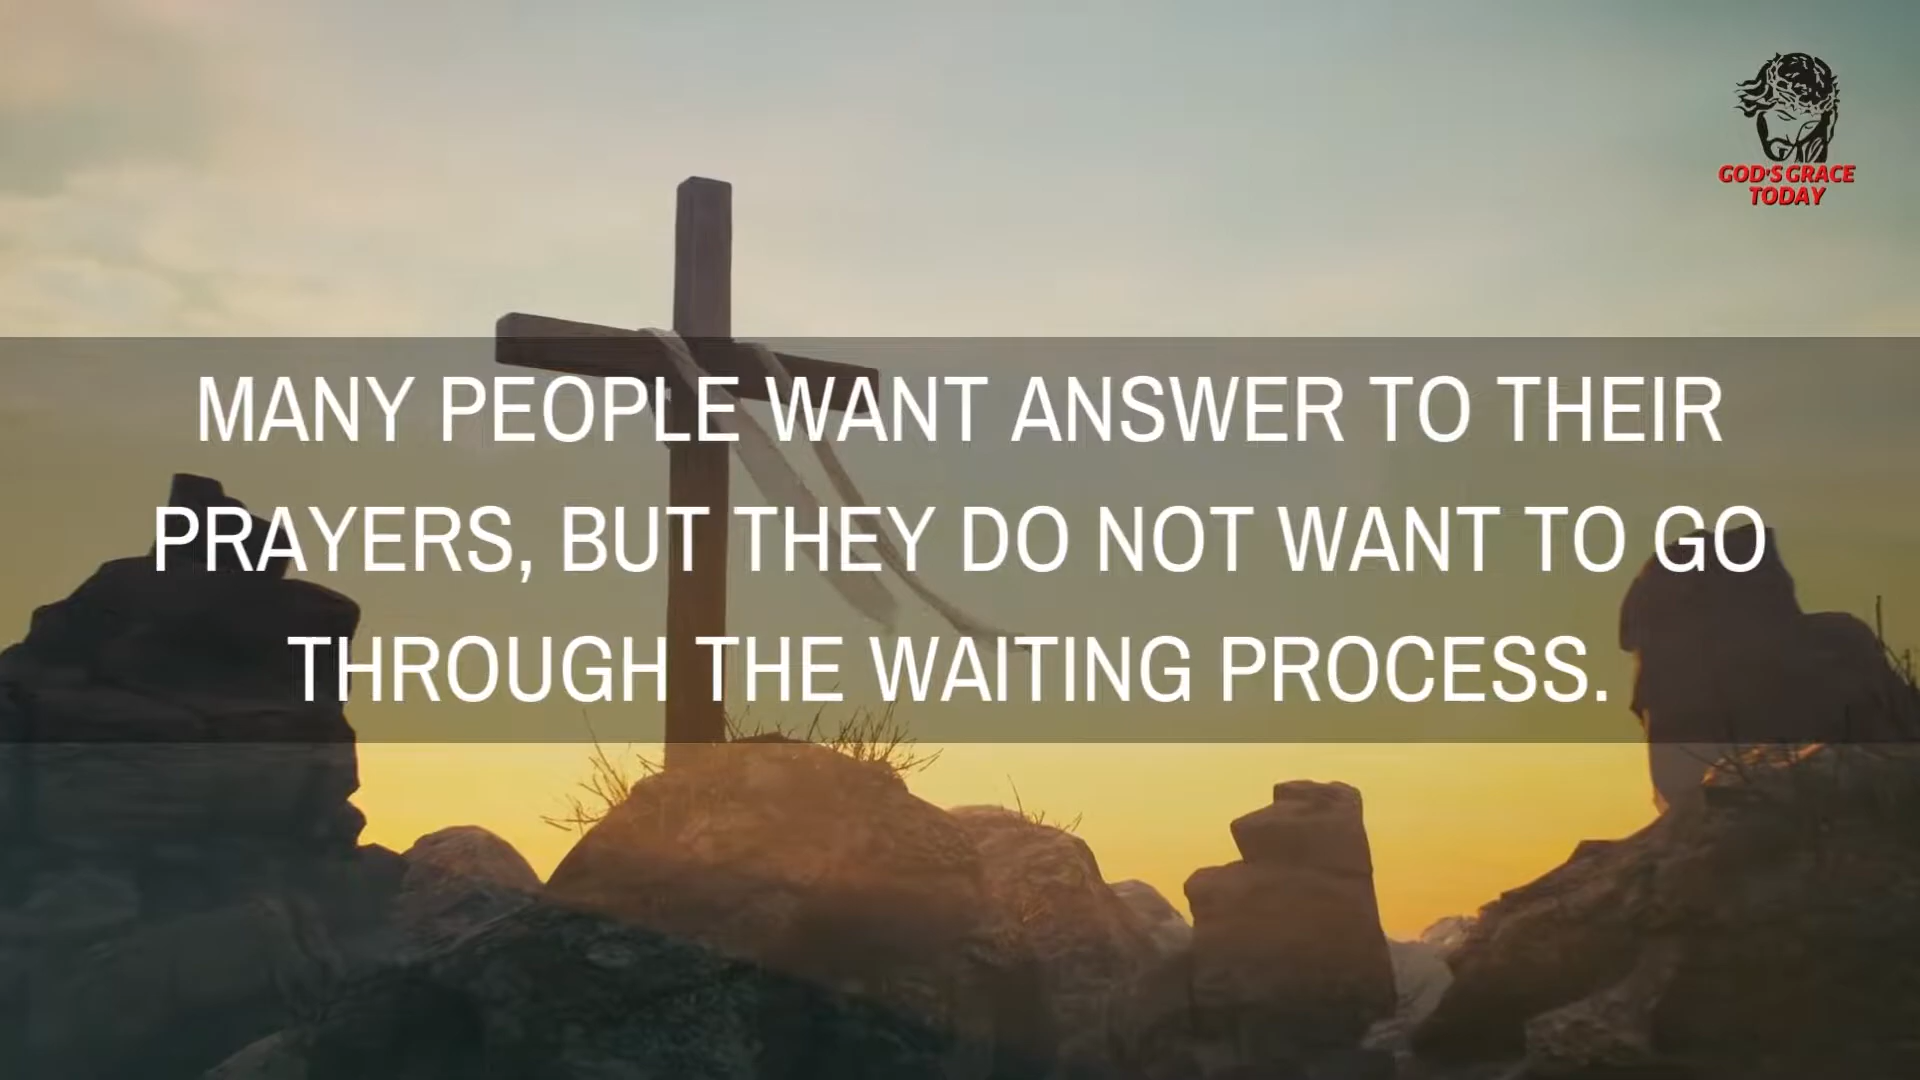 GOD'S GRACE
TODAY
MANY PEOPLE WANT ANSWER TO THEIR
PRAYERS, BUT THEY DO NOT WANT TO GO
THROUGH THE WAITING PROCESS.